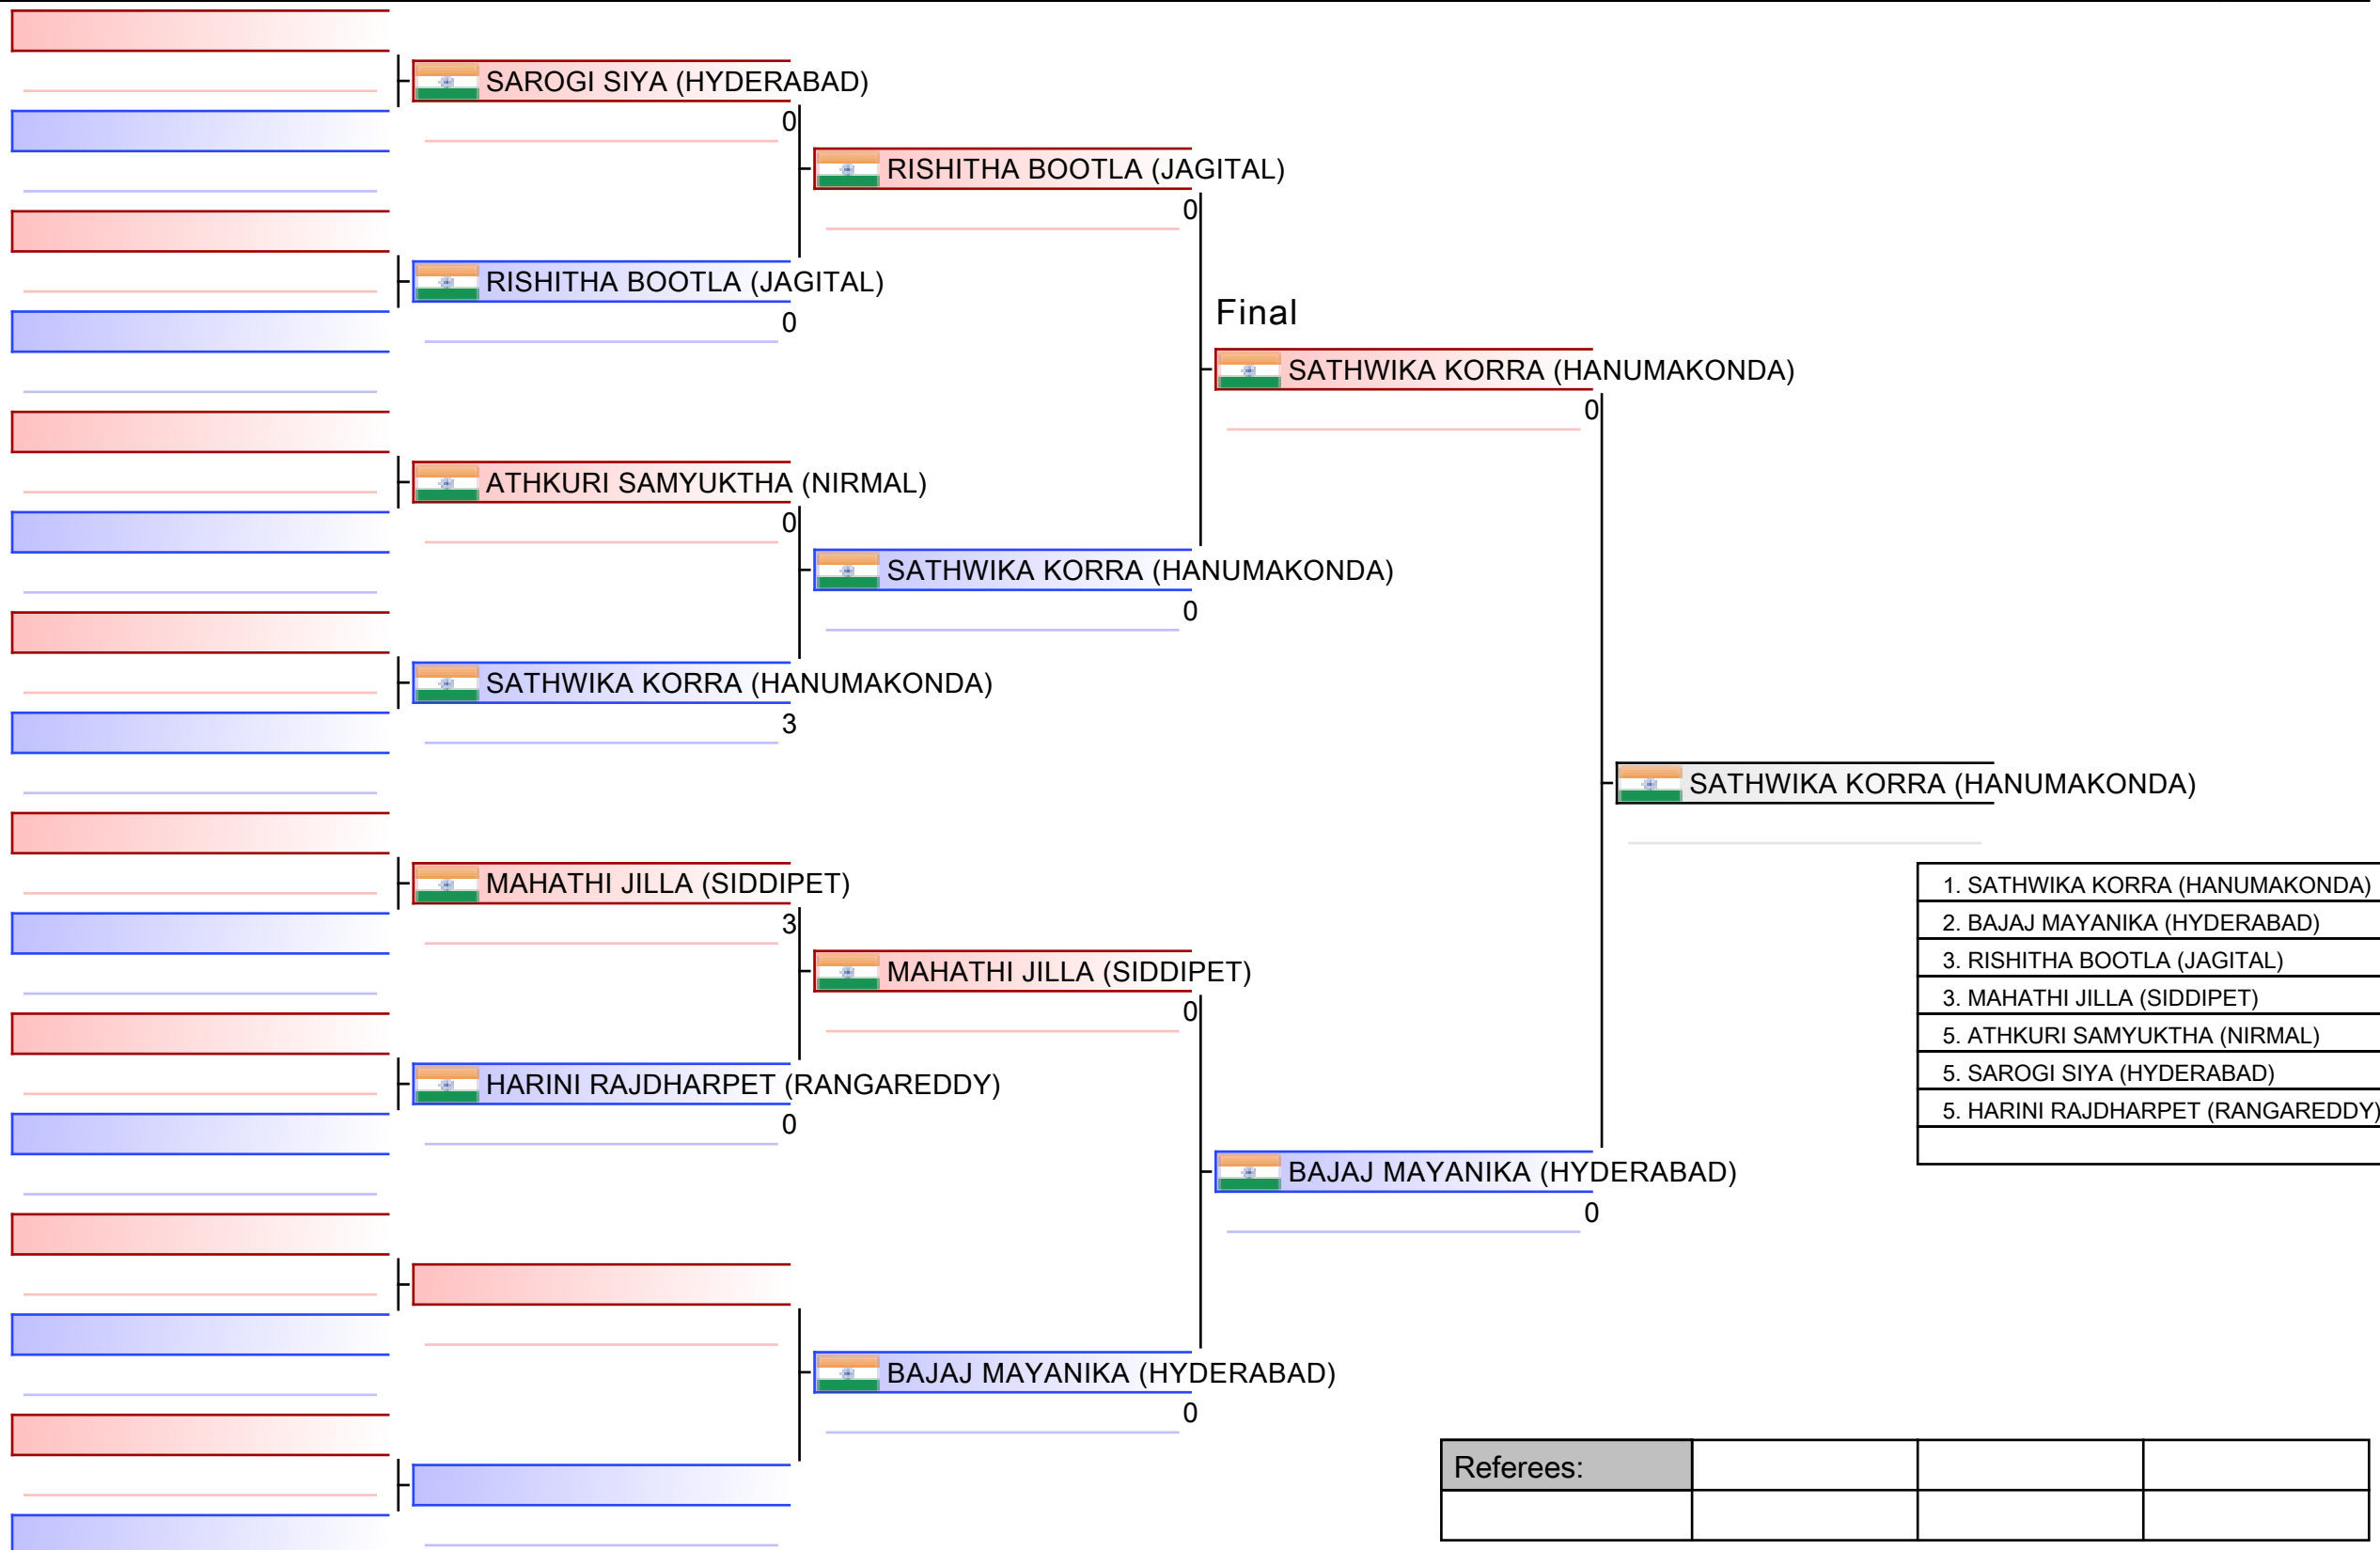 SAROGI SIYA (HYDERABAD)
0
RISHITHA BOOTLA (JAGITAL)
0
RISHITHA BOOTLA (JAGITAL)
0
Final
SATHWIKA KORRA (HANUMAKONDA)
0
ATHKURI SAMYUKTHA (NIRMAL)
0
SATHWIKA KORRA (HANUMAKONDA)
0
SATHWIKA KORRA (HANUMAKONDA)
3
SATHWIKA KORRA (HANUMAKONDA)
MAHATHI JILLA (SIDDIPET)
3
MAHATHI JILLA (SIDDIPET)
0
HARINI RAJDHARPET (RANGAREDDY)
0
BAJAJ MAYANIKA (HYDERABAD)
0
BAJAJ MAYANIKA (HYDERABAD)
0
1. SATHWIKA KORRA (HANUMAKONDA)
2. BAJAJ MAYANIKA (HYDERABAD)
3. RISHITHA BOOTLA (JAGITAL)
3. MAHATHI JILLA (SIDDIPET)
5. ATHKURI SAMYUKTHA (NIRMAL)
5. SAROGI SIYA (HYDERABAD)
5. HARINI RAJDHARPET (RANGAREDDY)
Referees: